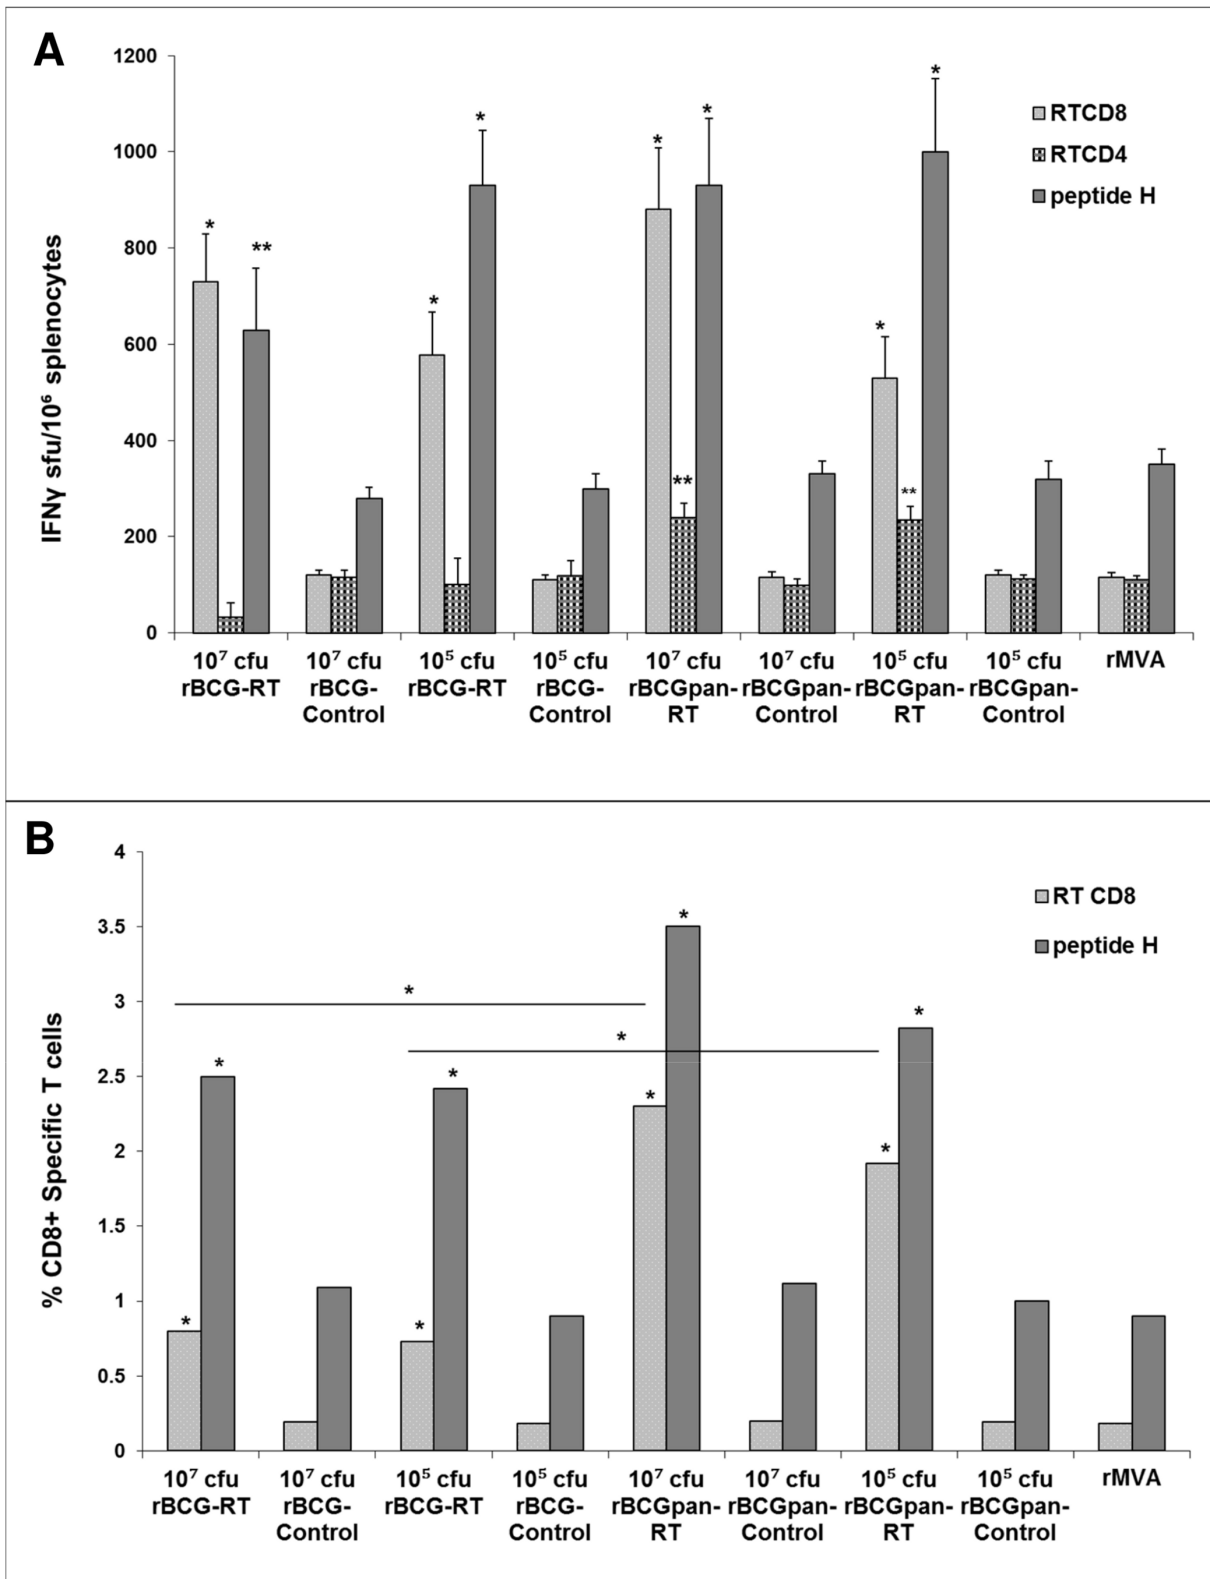 A
1200
1000
800
600
400
200
0
IFNγ sfu/10⁶ splenocytes
RTCD8
RTCD4
peptide H
*
**
*
*
*
*
**
*
**
*
10⁷ cfu
rBCG-RT
10⁷ cfu
rBCG-
Control
10⁵ cfu
rBCG-RT
10⁵ cfu
rBCG-
Control
10⁷ cfu
rBCGpan-
RT
10⁷ cfu
rBCGpan-
Control
10⁵ cfu
rBCGpan-
RT
10⁵ cfu
rBCGpan-
Control
rMVA
B
4
3.5
3
2.5
2
1.5
1
0.5
0
% CD8+ Specific T cells
RT CD8
peptide H
*
*
*
*
*
*
*
*
*
*
10⁷ cfu
rBCG-RT
10⁷ cfu
rBCG-
Control
10⁵ cfu
rBCG-RT
10⁵ cfu
rBCG-
Control
10⁷ cfu
rBCGpan-
RT
10⁷ cfu
rBCGpan-
Control
10⁵ cfu
rBCGpan-
RT
10⁵ cfu
rBCGpan-
Control
rMVA